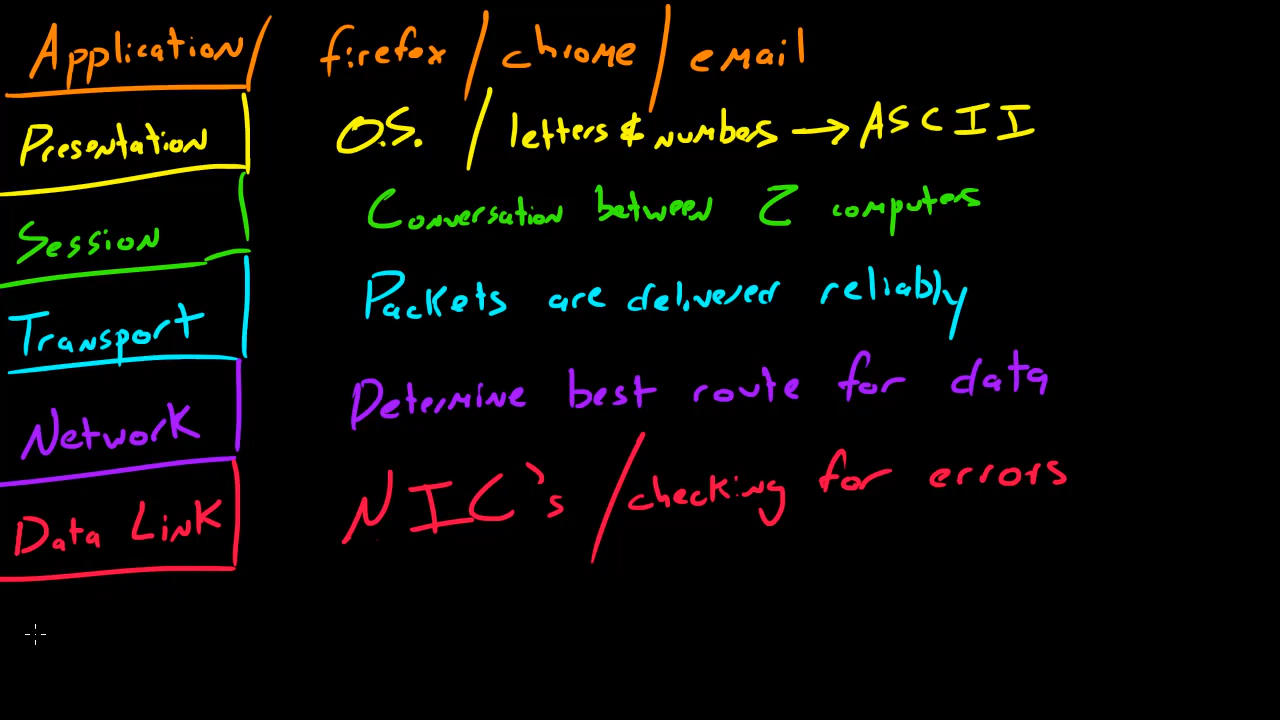 Application / firefox / chrome / email
Presentation O.S. / letters & numbers → ASCII
Session Conversation between 2 computers
Transport Packets are delivered reliably
Network Determine best route for data
Data Link NIC's / checking for errors